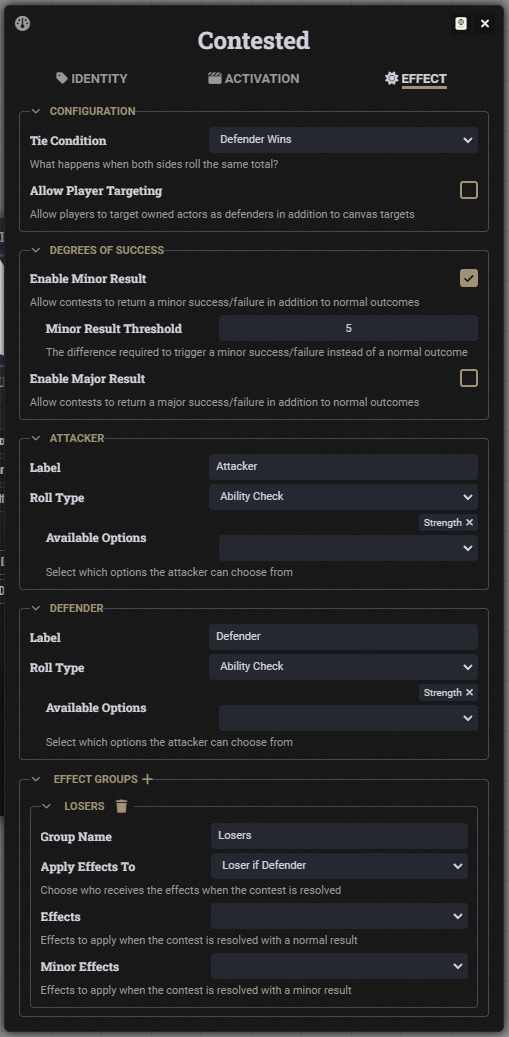 Contested
IDENTITY ACTIVATION EFFECT
CONFIGURATION
Tie Condition Defender Wins
What happens when both sides roll the same total?
Allow Player Targeting
Allow players to target owned actors as defenders in addition to canvas targets
DEGREES OF SUCCESS
Enable Minor Result
Allow contests to return a minor success/failure in addition to normal outcomes
Minor Result Threshold 5
The difference required to trigger a minor success/failure instead of a normal outcome
Enable Major Result
Allow contests to return a major success/failure in addition to normal outcomes
ATTACKER
Label Attacker
Roll Type Ability Check
Strength ×
Available Options
Select which options the attacker can choose from
DEFENDER
Label Defender
Roll Type Ability Check
Strength ×
Available Options
Select which options the attacker can choose from
EFFECT GROUPS +
LOSERS
Group Name Losers
Apply Effects To Loser if Defender
Choose who receives the effects when the contest is resolved
Effects
Effects to apply when the contest is resolved with a normal result
Minor Effects
Effects to apply when the contest is resolved with a minor result